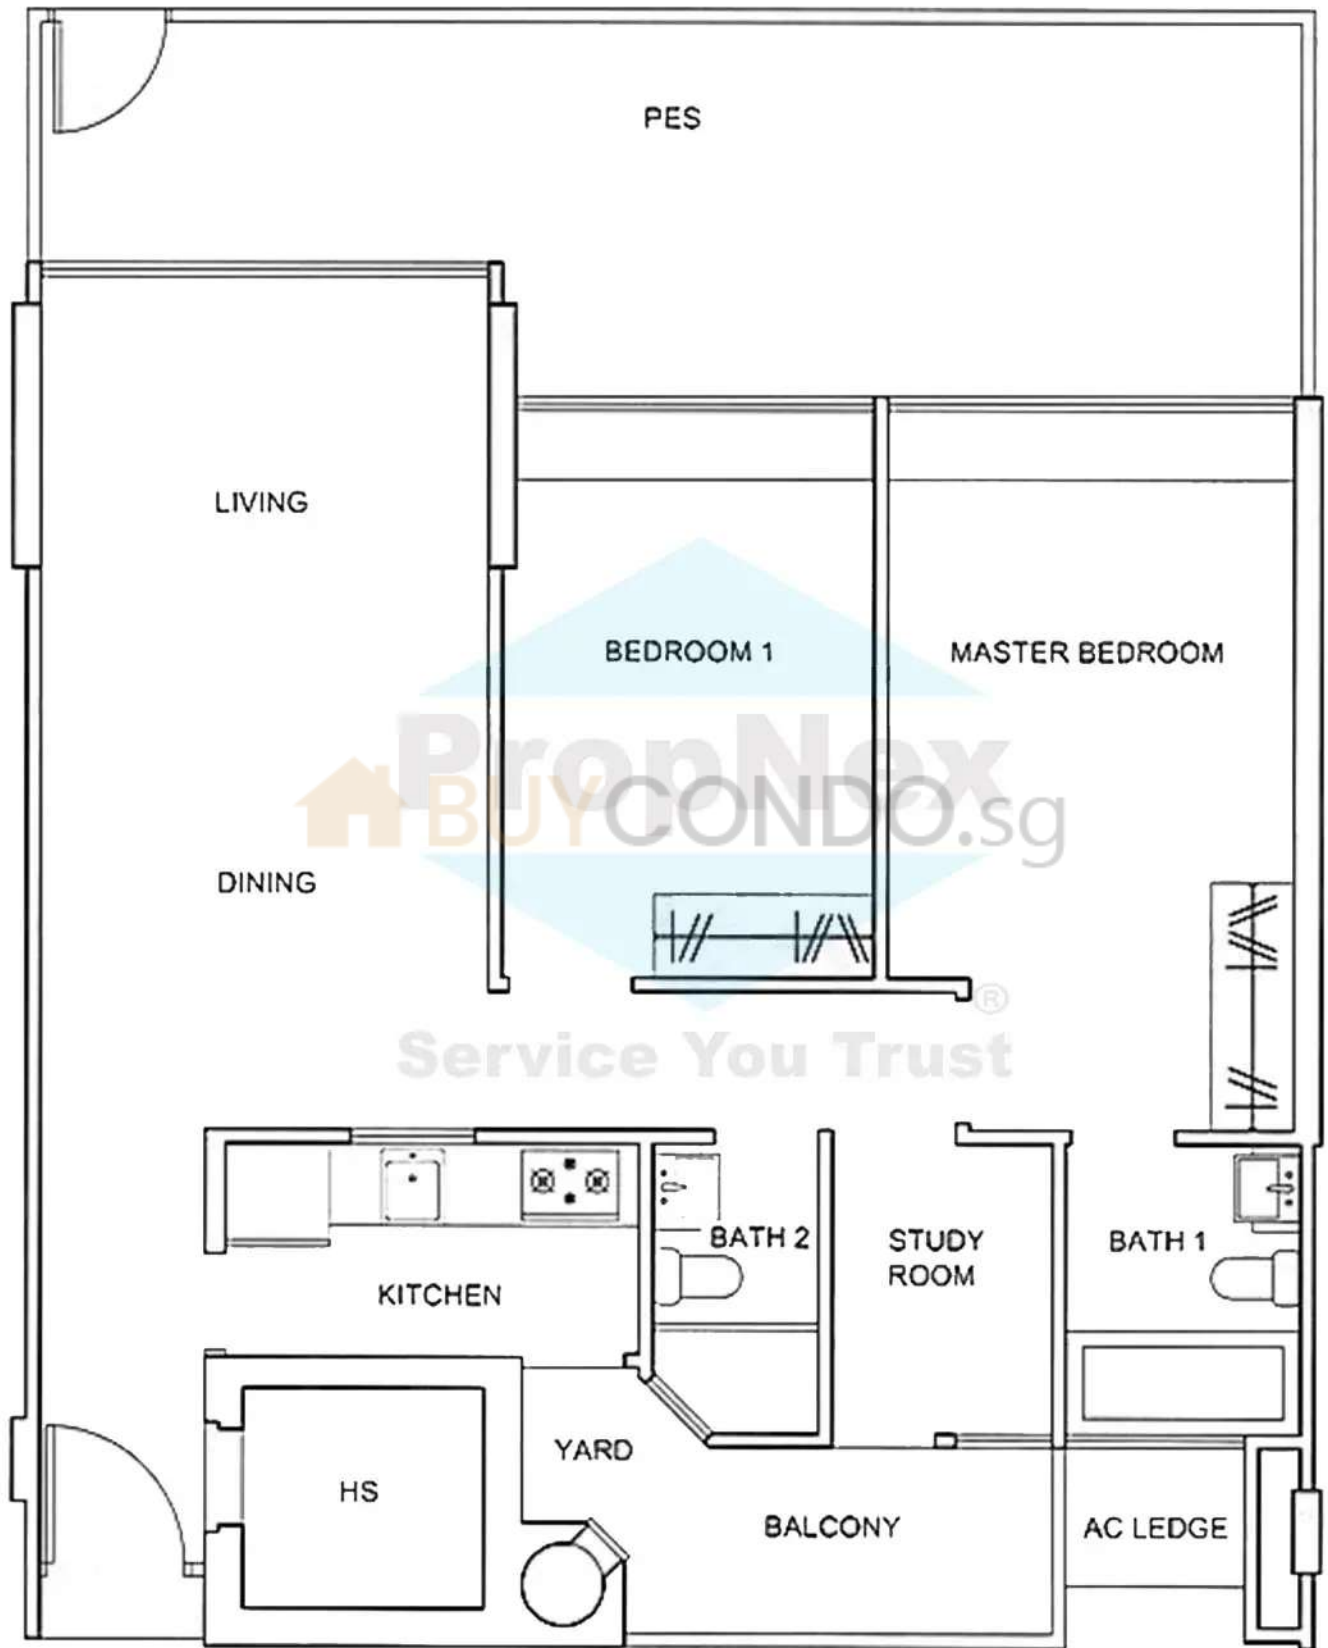 PES
LIVING
BEDROOM 1
MASTER BEDROOM
PropNex
BUYCONDO.sg
DINING
®
Service You Trust
BATH 2
STUDY
ROOM
BATH 1
KITCHEN
YARD
HS
BALCONY
AC LEDGE